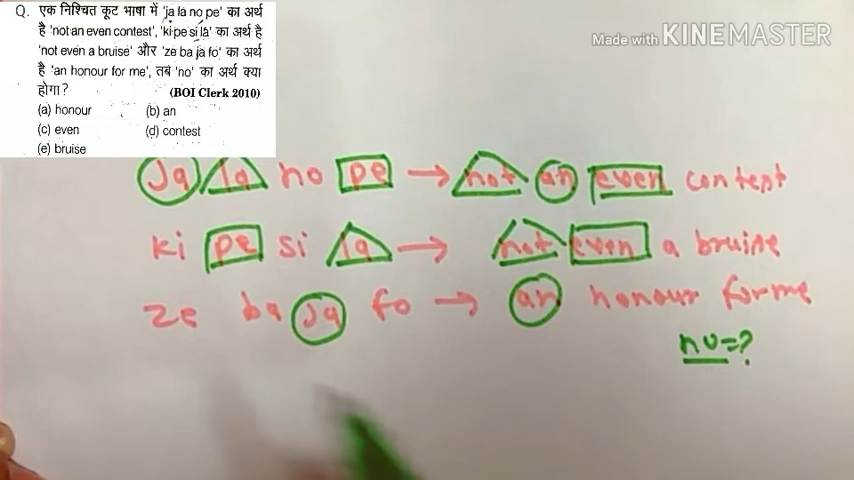 Q. एक निश्चित कूट भाषा में 'ja la no pe' का अर्थ
है 'not an even contest', 'ki pe si la' का अर्थ है
'not even a bruise' और 'ze ba ja fo' का अर्थ
है 'an honour for me', तब 'no' का अर्थ क्या
होगा? (BOI Clerk 2010)
(a) honour (b) an
(c) even (d) contest
(e) bruise
Made with KINEMASTER
ja la no pe → not an even contest
ki pe si la → not even a bruise
ze ba ja fo → an honour for me
no=?